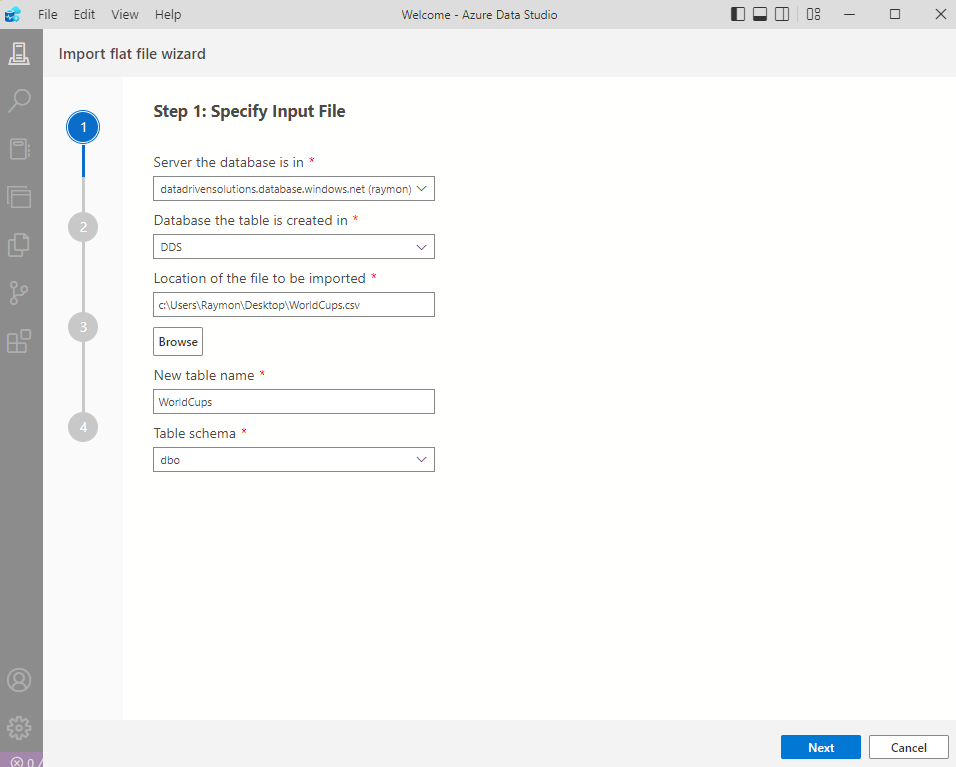 File Edit View Help Welcome - Azure Data Studio
Import flat file wizard
Step 1: Specify Input File
1
Server the database is in *
datadrivensolutions.database.windows.net (raymon)
Database the table is created in *
2
DDS
Location of the file to be imported *
c:\Users\Raymon\Desktop\WorldCups.csv
3
Browse
New table name *
WorldCups
4
Table schema *
dbo
Next Cancel
0